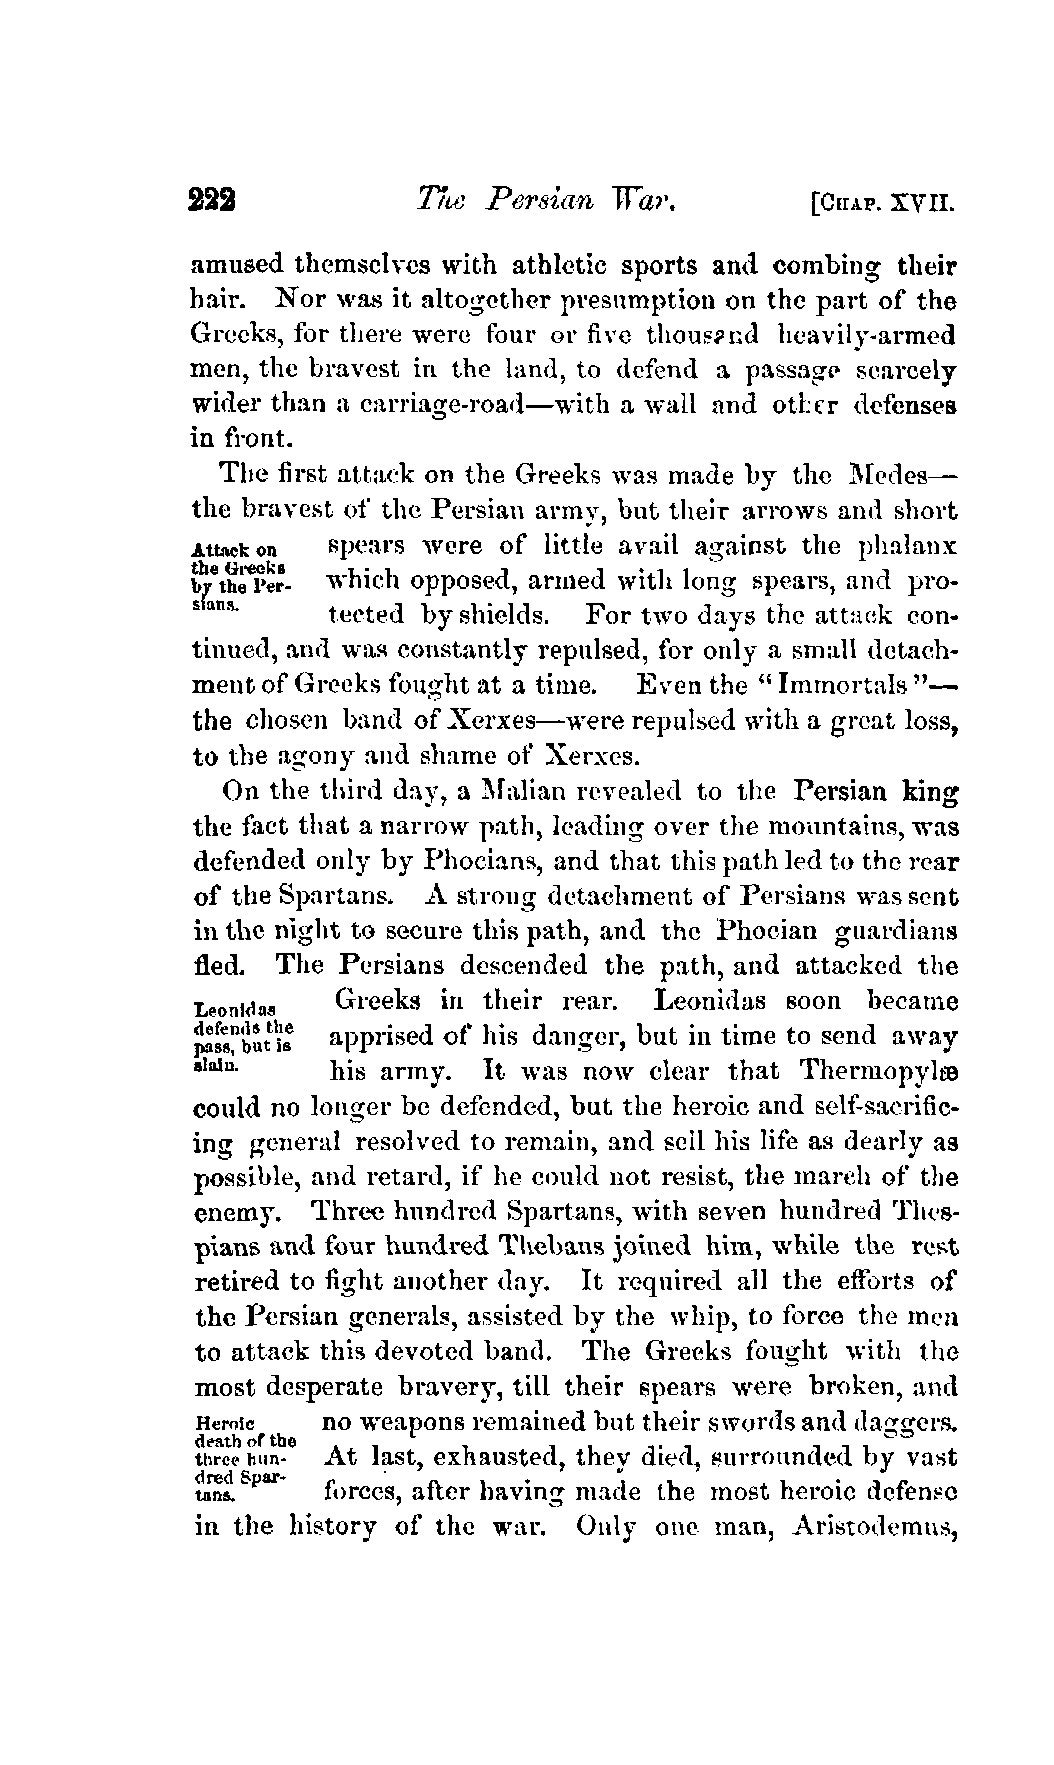 222 The Persian War. [CHAP. XVII.
amused themselves with athletic sports and combing their
hair. Nor was it altogether presumption on the part of the
Greeks, for there were four or five thousand heavily-armed
men, the bravest in the land, to defend a passage scarcely
wider than a carriage-road—with a wall and other defenses
in front.
The first attack on the Greeks was made by the Medes—
the bravest of the Persian army, but their arrows and short
Attack on
the Greeks
by the Per-
sians.
spears were of little avail against the phalanx
which opposed, armed with long spears, and pro-
tected by shields. For two days the attack con-
tinued, and was constantly repulsed, for only a small detach-
ment of Greeks fought at a time. Even the “Immortals”—
the chosen band of Xerxes—were repulsed with a great loss,
to the agony and shame of Xerxes.
On the third day, a Malian revealed to the Persian king
the fact that a narrow path, leading over the mountains, was
defended only by Phocians, and that this path led to the rear
of the Spartans. A strong detachment of Persians was sent
in the night to secure this path, and the Phocian guardians
fled. The Persians descended the path, and attacked the
Leonidas
defends the
pass, but is
slain.
Greeks in their rear. Leonidas soon became
apprised of his danger, but in time to send away
his army. It was now clear that Thermopylæ
could no longer be defended, but the heroic and self-sacrific-
ing general resolved to remain, and sell his life as dearly as
possible, and retard, if he could not resist, the march of the
enemy. Three hundred Spartans, with seven hundred Thes-
pians and four hundred Thebans joined him, while the rest
retired to fight another day. It required all the efforts of
the Persian generals, assisted by the whip, to force the men
to attack this devoted band. The Greeks fought with the
most desperate bravery, till their spears were broken, and
Heroic
death of the
three hun-
dred Spar-
tans.
no weapons remained but their swords and daggers.
At last, exhausted, they died, surrounded by vast
forces, after having made the most heroic defense
in the history of the war. Only one man, Aristodemus,